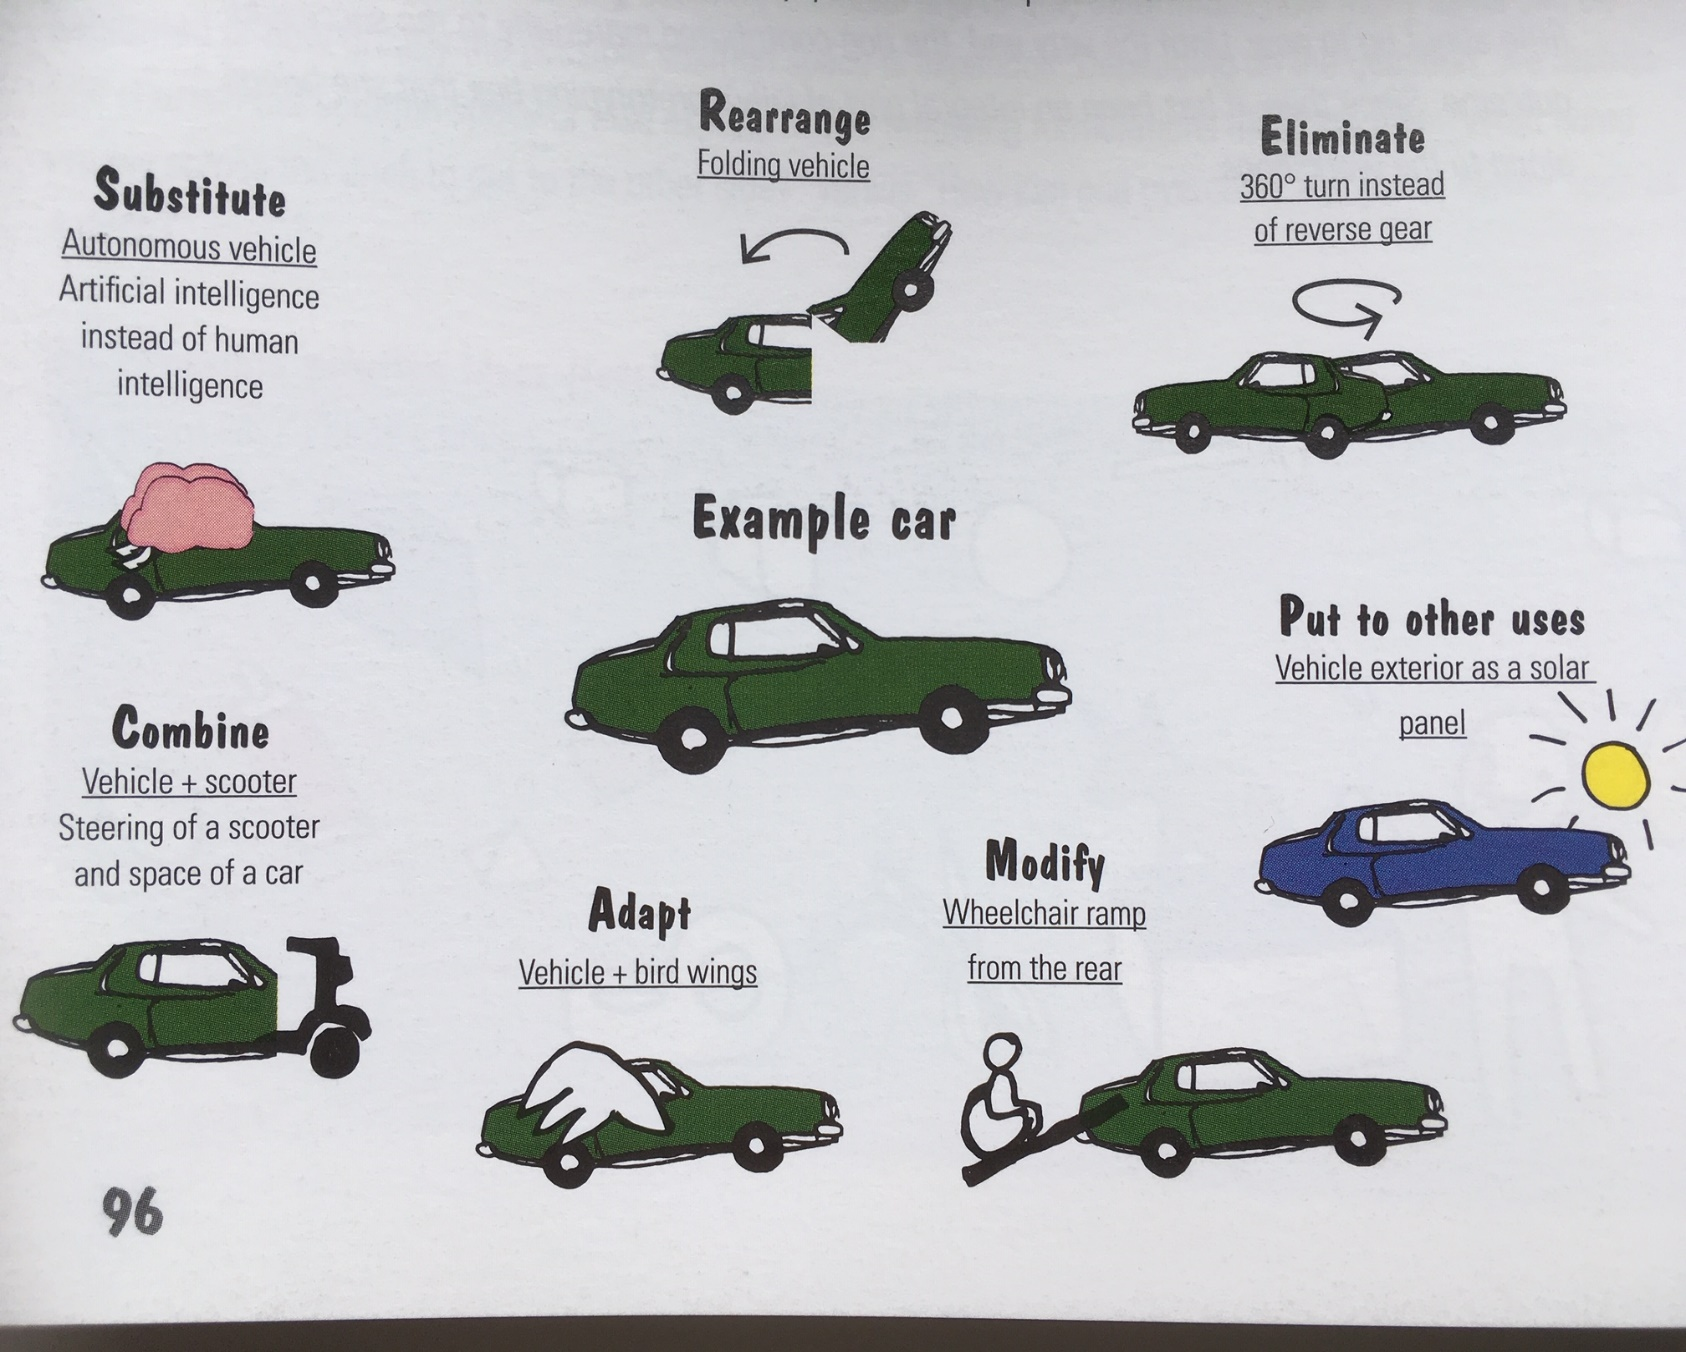 Rearrange
Folding vehicle
Eliminate
360° turn instead
of reverse gear
Substitute
Autonomous vehicle
Artificial intelligence
instead of human
intelligence
Example car
Put to other uses
Vehicle exterior as a solar
panel
Combine
Vehicle + scooter
Steering of a scooter
and space of a car
Modify
Wheelchair ramp
from the rear
Adapt
Vehicle + bird wings
96